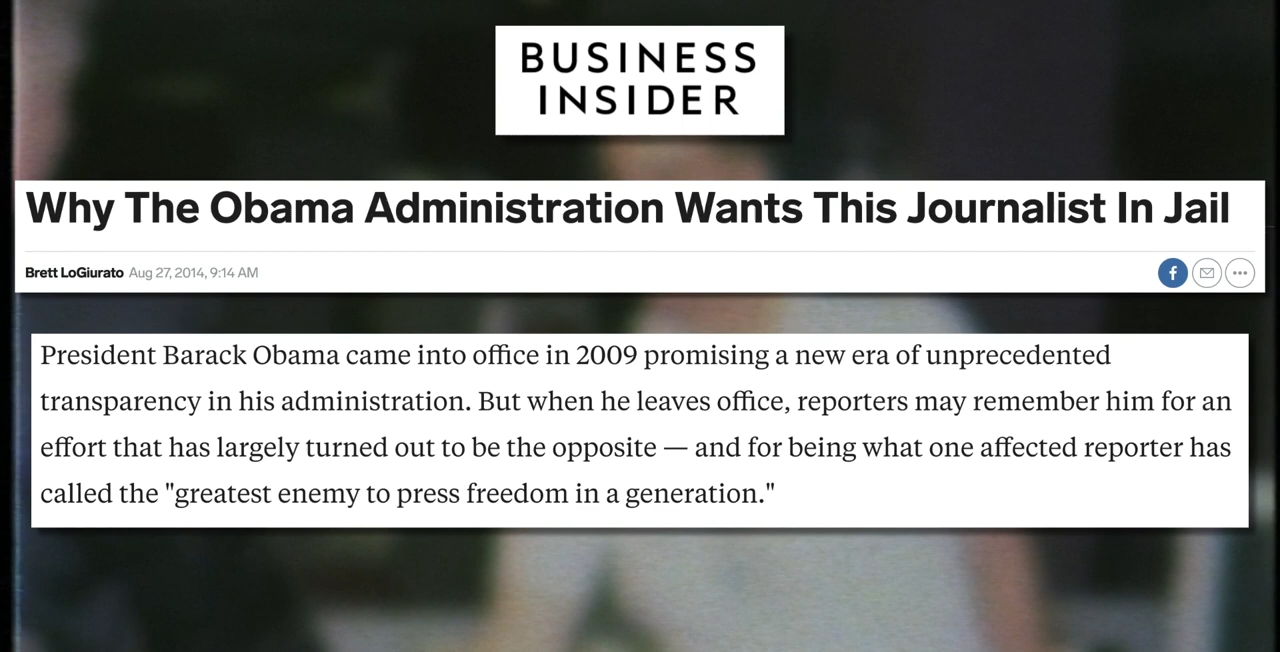 BUSINESS
INSIDER
Why The Obama Administration Wants This Journalist In Jail
Brett LoGiurato Aug 27, 2014, 9:14 AM
President Barack Obama came into office in 2009 promising a new era of unprecedented
transparency in his administration. But when he leaves office, reporters may remember him for an
effort that has largely turned out to be the opposite — and for being what one affected reporter has
called the "greatest enemy to press freedom in a generation."